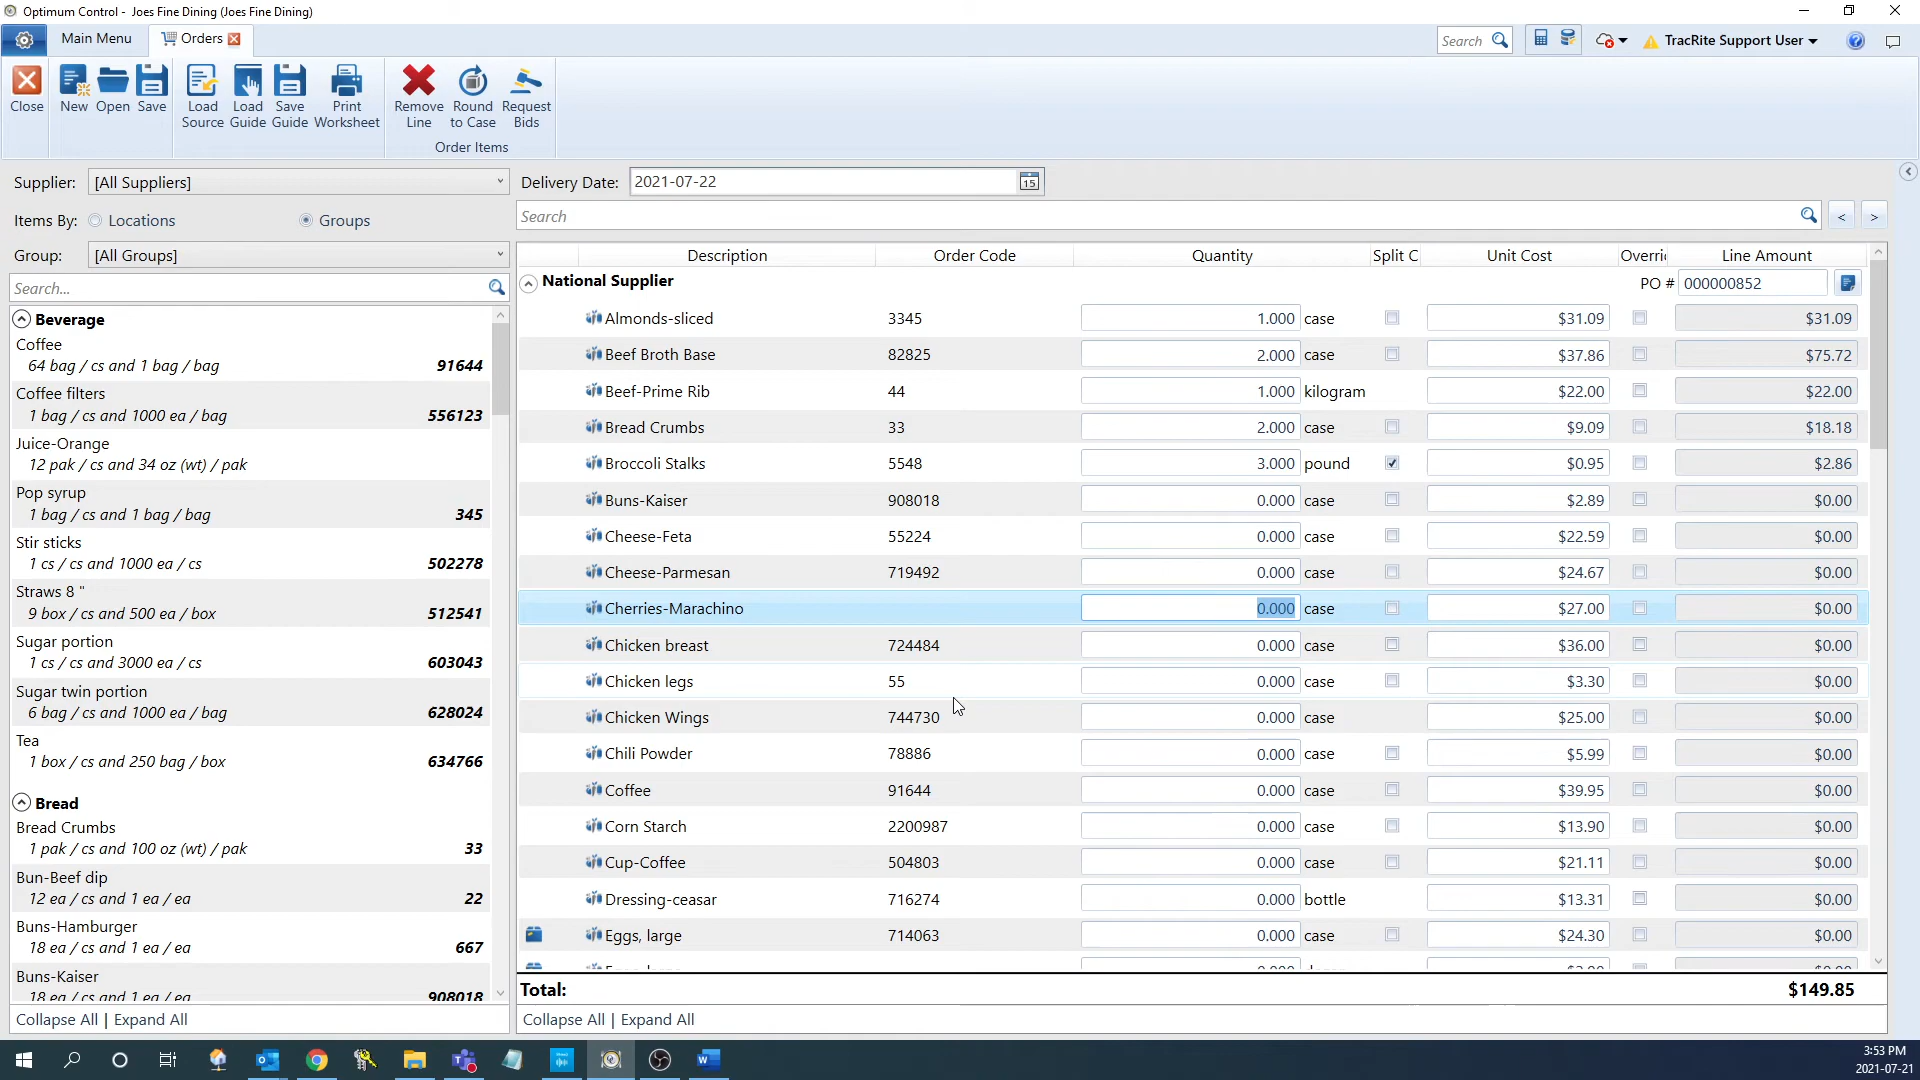 Optimum Control - Joes Fine Dining (Joes Fine Dining)
Main Menu
Orders
Search
TracRite Support User
Close
New
Open
Save
Load Source
Load Guide
Save Guide
Print Worksheet
Remove Line
Round to Case
Request Bids
Order Items
Supplier: [All Suppliers]
Items By: Locations Groups
Group: [All Groups]
Search...
Beverage
Coffee
64 bag / cs and 1 bag / bag 91644
Coffee filters
1 bag / cs and 1000 ea / bag 556123
Juice-Orange
12 pak / cs and 34 oz (wt) / pak
Pop syrup
1 bag / cs and 1 bag / bag 345
Stir sticks
1 cs / cs and 1000 ea / cs 502278
Straws 8 "
9 box / cs and 500 ea / box 512541
Sugar portion
1 cs / cs and 3000 ea / cs 603043
Sugar twin portion
6 bag / cs and 1000 ea / bag 628024
Tea
1 box / cs and 250 bag / box 634766
Bread
Bread Crumbs
1 pak / cs and 100 oz (wt) / pak 33
Bun-Beef dip
12 ea / cs and 1 ea / ea 22
Buns-Hamburger
18 ea / cs and 1 ea / ea 667
Buns-Kaiser
18 ea / cs and 1 ea / ea 908018
Collapse All | Expand All
Delivery Date: 2021-07-22 15
Search < >
Description Order Code Quantity Split C Unit Cost Overri Line Amount
National Supplier PO # 000000852
Almonds-sliced 3345 1.000 case $31.09 $31.09
Beef Broth Base 82825 2.000 case $37.86 $75.72
Beef-Prime Rib 44 1.000 kilogram $22.00 $22.00
Bread Crumbs 33 2.000 case $9.09 $18.18
Broccoli Stalks 5548 3.000 pound $0.95 $2.86
Buns-Kaiser 908018 0.000 case $2.89 $0.00
Cheese-Feta 55224 0.000 case $22.59 $0.00
Cheese-Parmesan 719492 0.000 case $24.67 $0.00
Cherries-Marachino 0.000 case $27.00 $0.00
Chicken breast 724484 0.000 case $36.00 $0.00
Chicken legs 55 0.000 case $3.30 $0.00
Chicken Wings 744730 0.000 case $25.00 $0.00
Chili Powder 78886 0.000 case $5.99 $0.00
Coffee 91644 0.000 case $39.95 $0.00
Corn Starch 2200987 0.000 case $13.90 $0.00
Cup-Coffee 504803 0.000 case $21.11 $0.00
Dressing-ceasar 716274 0.000 bottle $13.31 $0.00
Eggs, large 714063 0.000 case $24.30 $0.00
Total: $149.85
Collapse All | Expand All
3:53 PM
2021-07-21